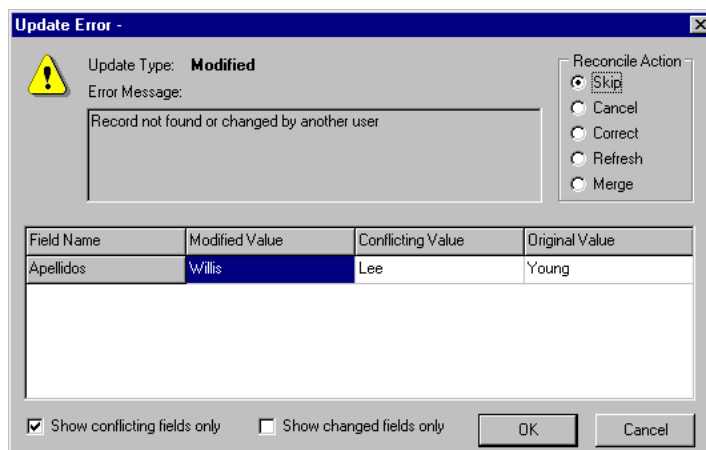 Update Error -
Update Type: Modified
Error Message:
Record not found or changed by another user
Reconcile Action
Skip
Cancel
Correct
Refresh
Merge
Field Name Modified Value Conflicting Value Original Value
Apellidos Willis Lee Young
Show conflicting fields only Show changed fields only OK Cancel